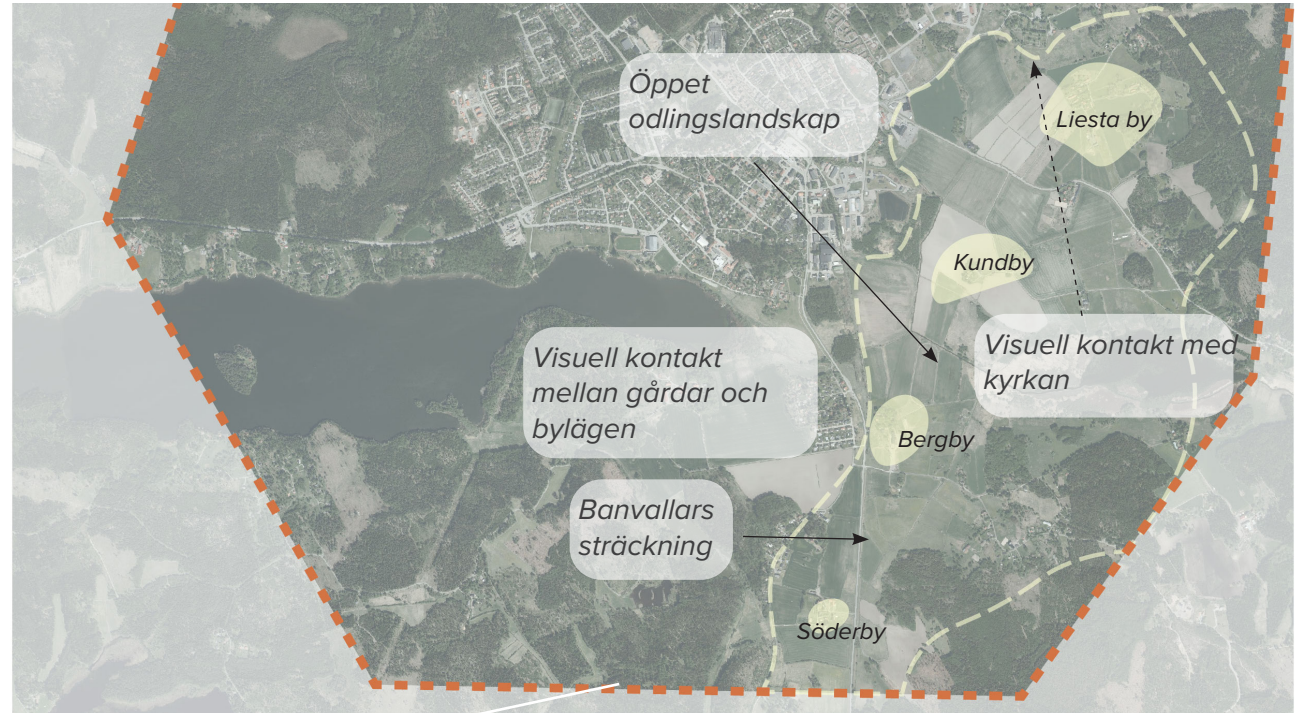 Öppet
odlingslandskap
Liesta by
Kundby
Visuell kontakt
mellan gårdar och
bylägen
Visuell kontakt med
kyrkan
Bergby
Banvallars
sträckning
Söderby